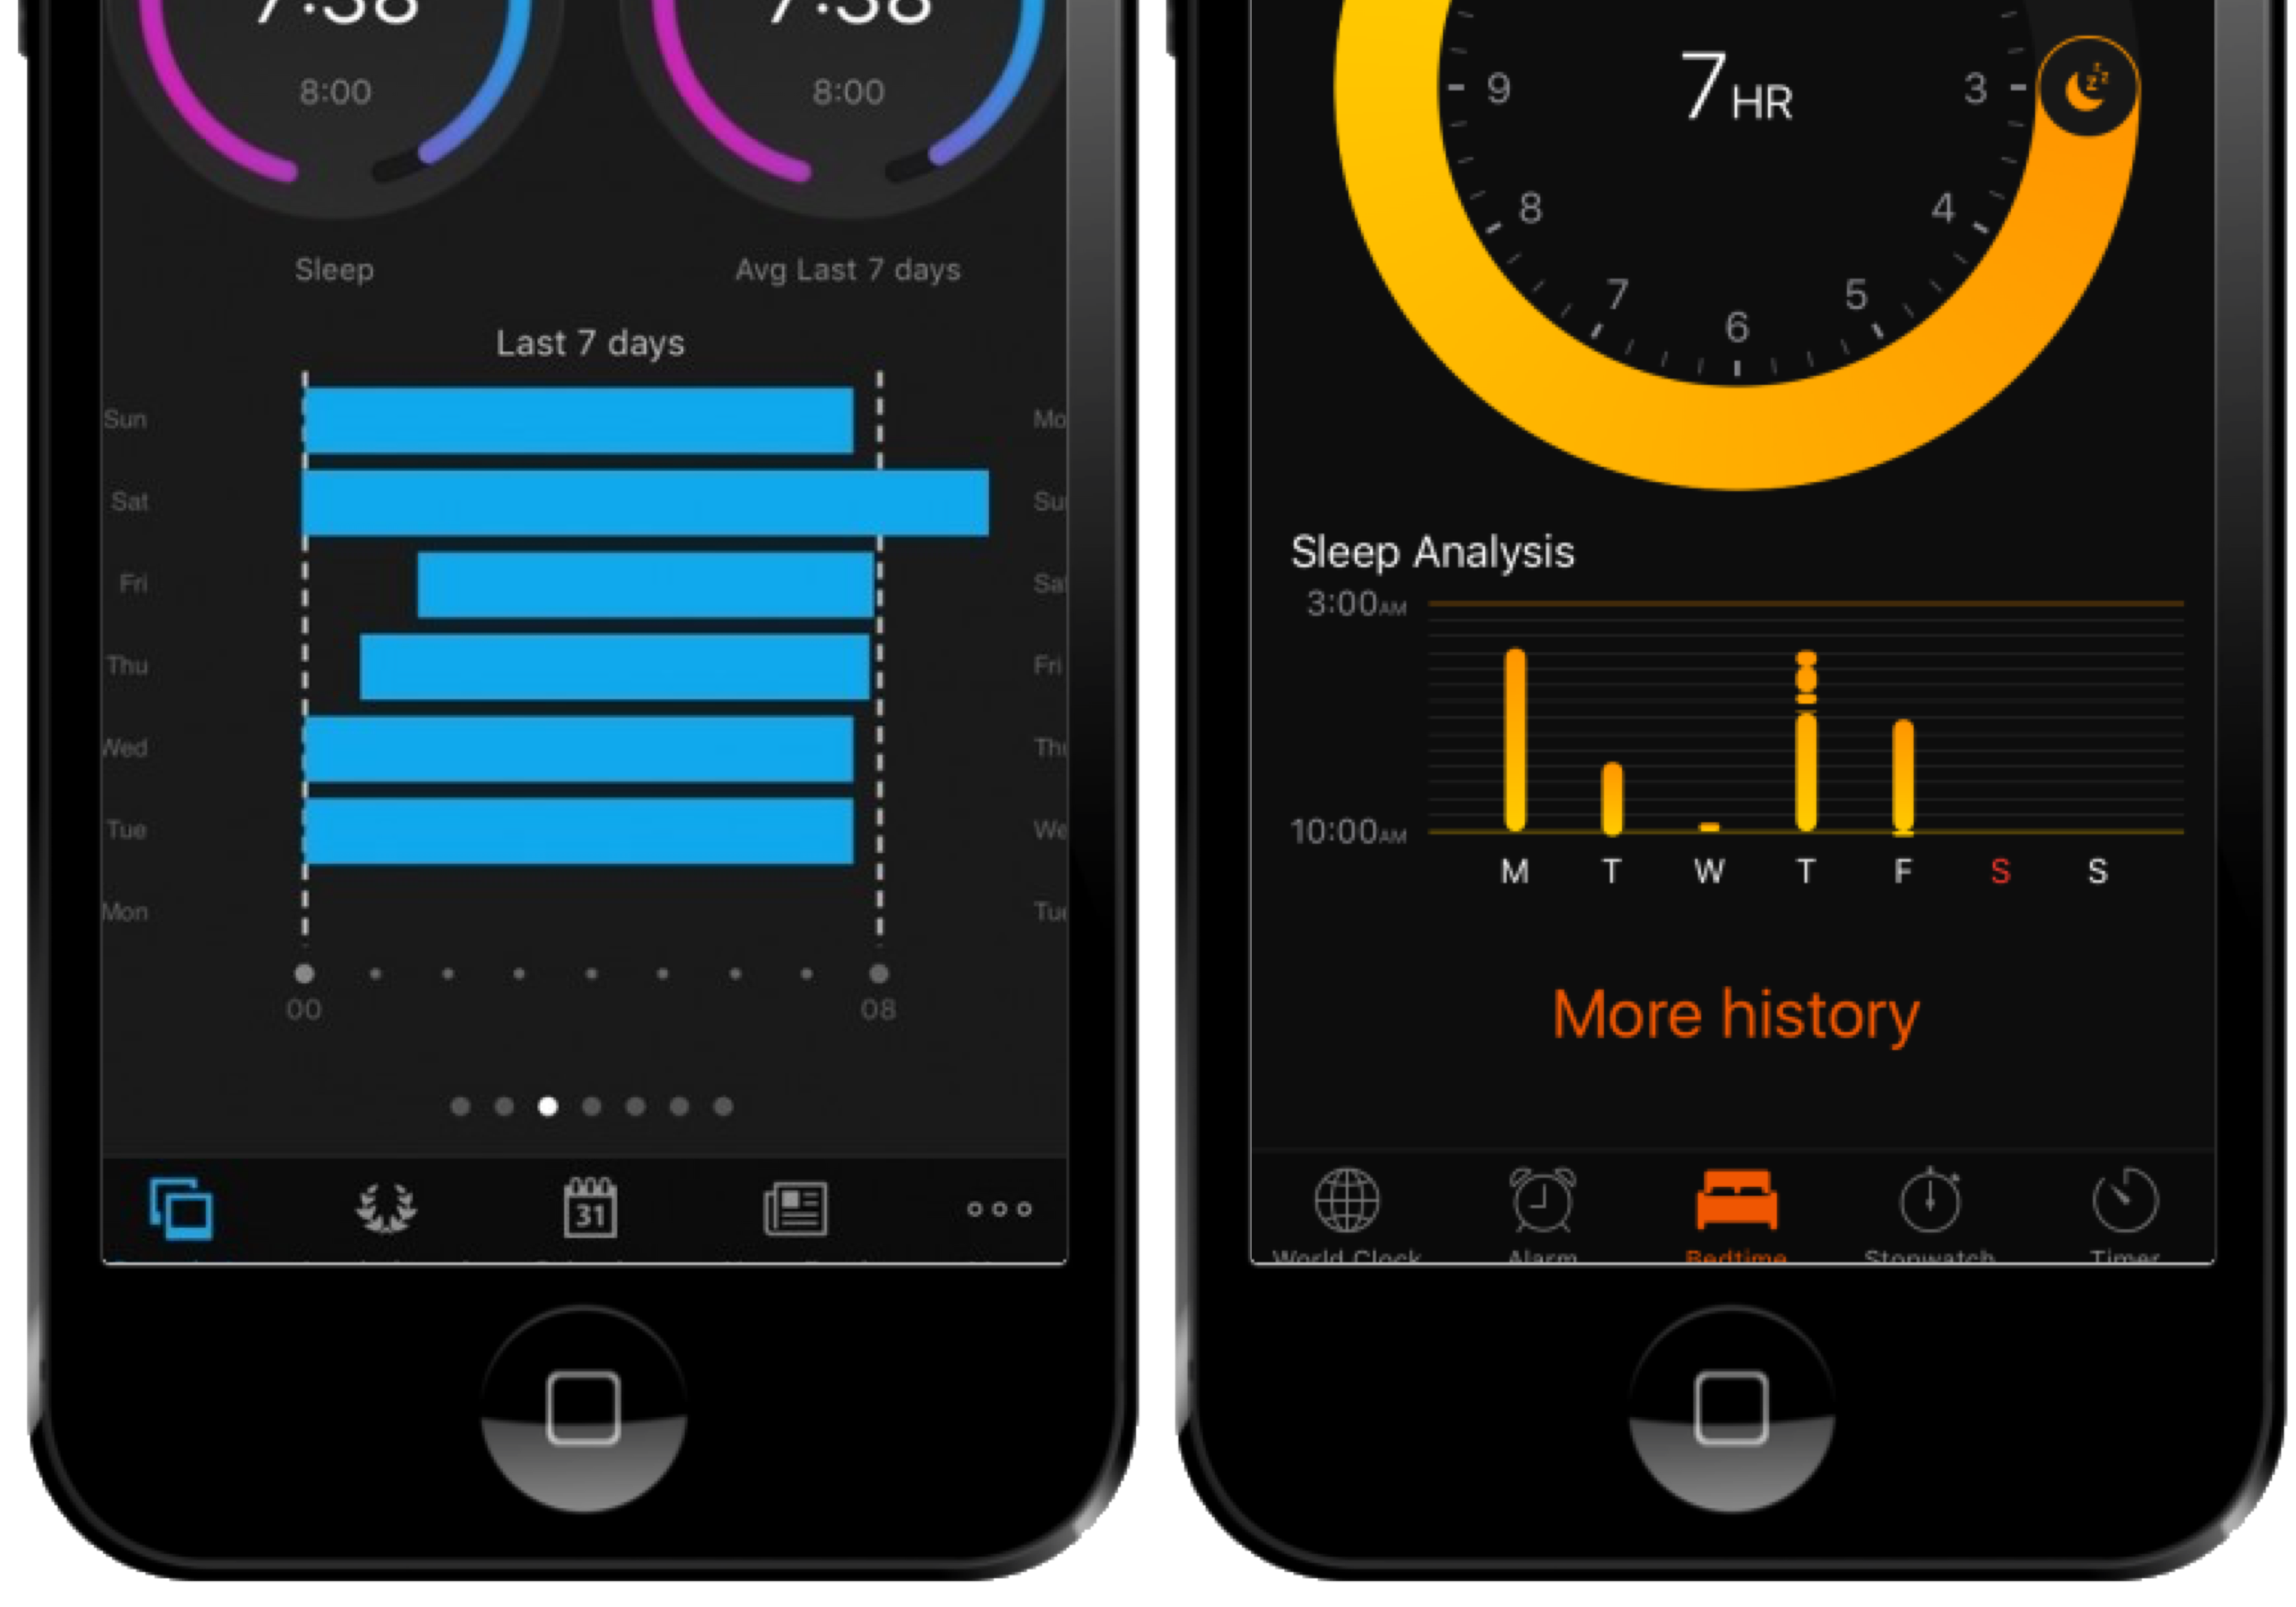 7:38
8:00
Sleep
7:38
8:00
Avg Last 7 days
Last 7 days
Sun
Sat
Fri
Thu
Wed
Tue
Mon
Mo
Su
Sa
Fri
Th
We
Tu
00
08
31
7HR
9
3
8
4
7
5
6
Sleep Analysis
3:00AM
10:00AM
M T W T F S S
More history
World Clock
Alarm
Bedtime
Stopwatch
Timer